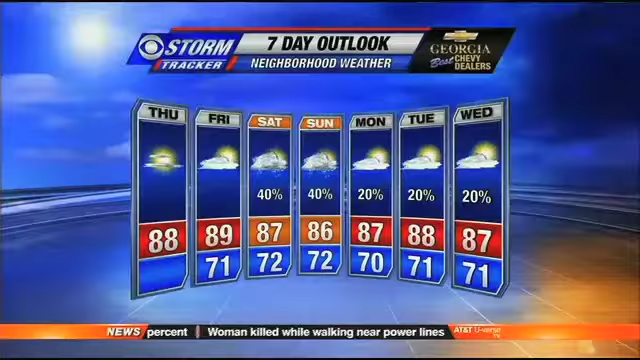 STORM
TRACKER
7 DAY OUTLOOK
NEIGHBORHOOD WEATHER
GEORGIA
Best CHEVY
DEALERS
THU FRI SAT SUN MON TUE WED
40% 40% 20% 20% 20%
88 89 87 86 87 88 87
71 72 72 70 71 71
NEWS percent Woman killed while walking near power lines AT&T U-verse
TV